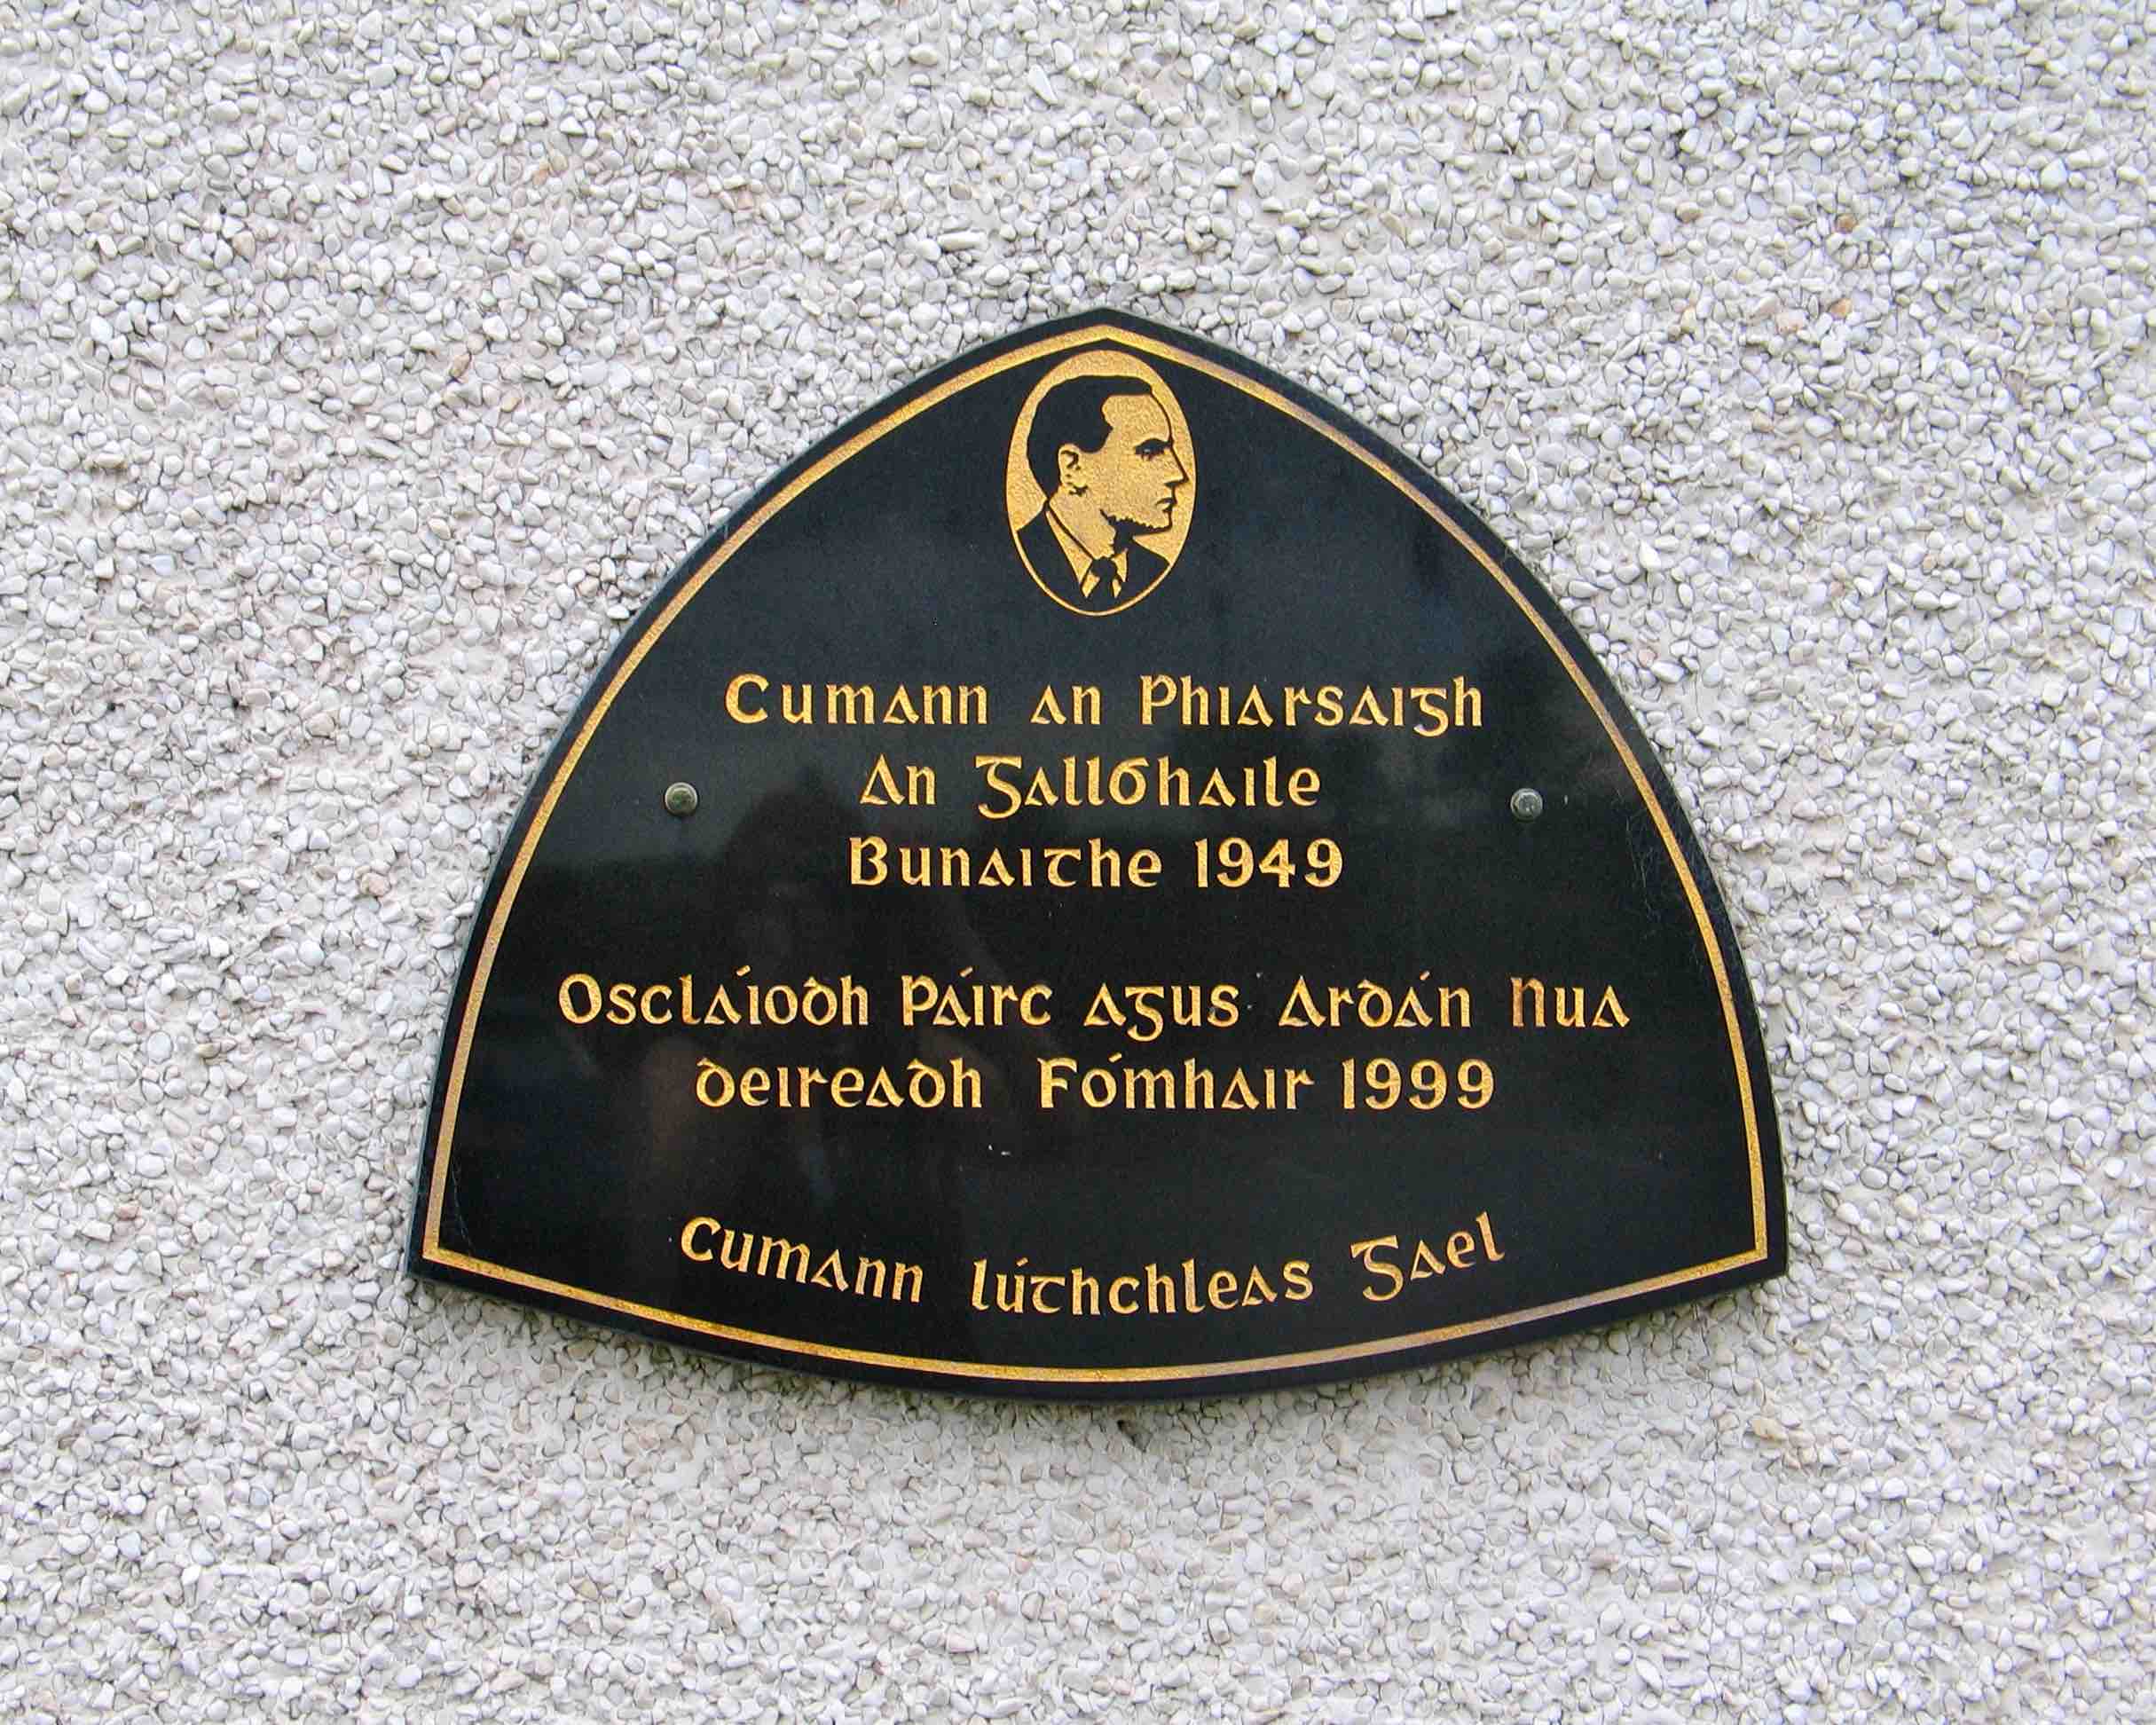 Cumann an Phiarsaigh
An Gallbhaile
Bunaithe 1949
Osclaíodh Páirc agus Ardán Nua
deireadh Fómhair 1999
Cumann lúthchleas Gael